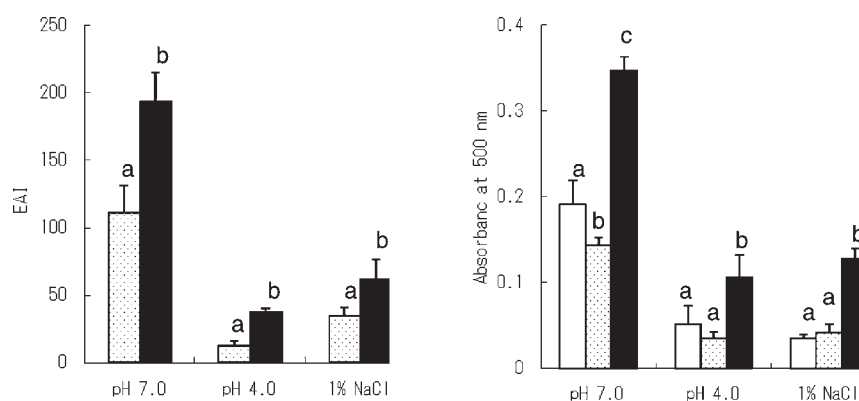 250
200
150
100
50
0
EAI
a
b
a
b
a
b
pH 7.0
pH 4.0
1% NaCl
0.4
0.3
0.2
0.1
0
Absorbanc at 500 nm
a
b
c
a
a
b
a
a
b
pH 7.0
pH 4.0
1% NaCl